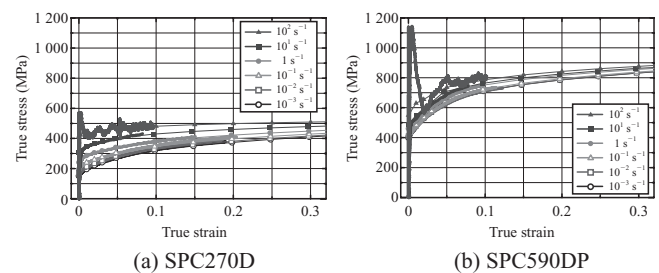 1 200
1 000
800
600
400
200
0
True stress (MPa)
10² s⁻¹
10¹ s⁻¹
1 s⁻¹
10⁻¹ s⁻¹
10⁻² s⁻¹
10⁻³ s⁻¹
0 0.1 0.2 0.3
True strain
(a) SPC270D
1 200
1 000
800
600
400
200
0
True stress (MPa)
10² s⁻¹
10¹ s⁻¹
1 s⁻¹
10⁻¹ s⁻¹
10⁻² s⁻¹
10⁻³ s⁻¹
0 0.1 0.2 0.3
True strain
(b) SPC590DP